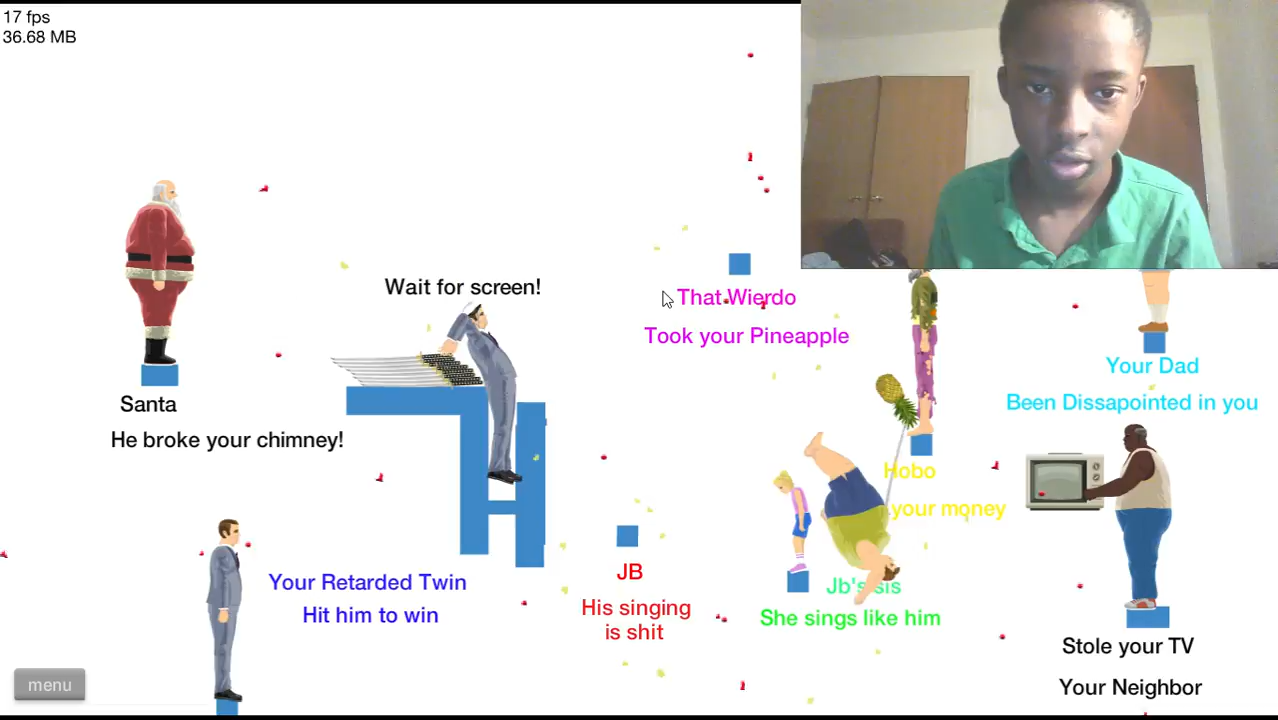 17 fps
36.68 MB
Wait for screen!
That Wierdo
Took your Pineapple
Your Dad
Been Dissapointed in you
Santa
He broke your chimney!
Hobo
your money
Your Retarded Twin
Hit him to win
JB
His singing
is shit
Jb's sis
She sings like him
Stole your TV
Your Neighbor
menu